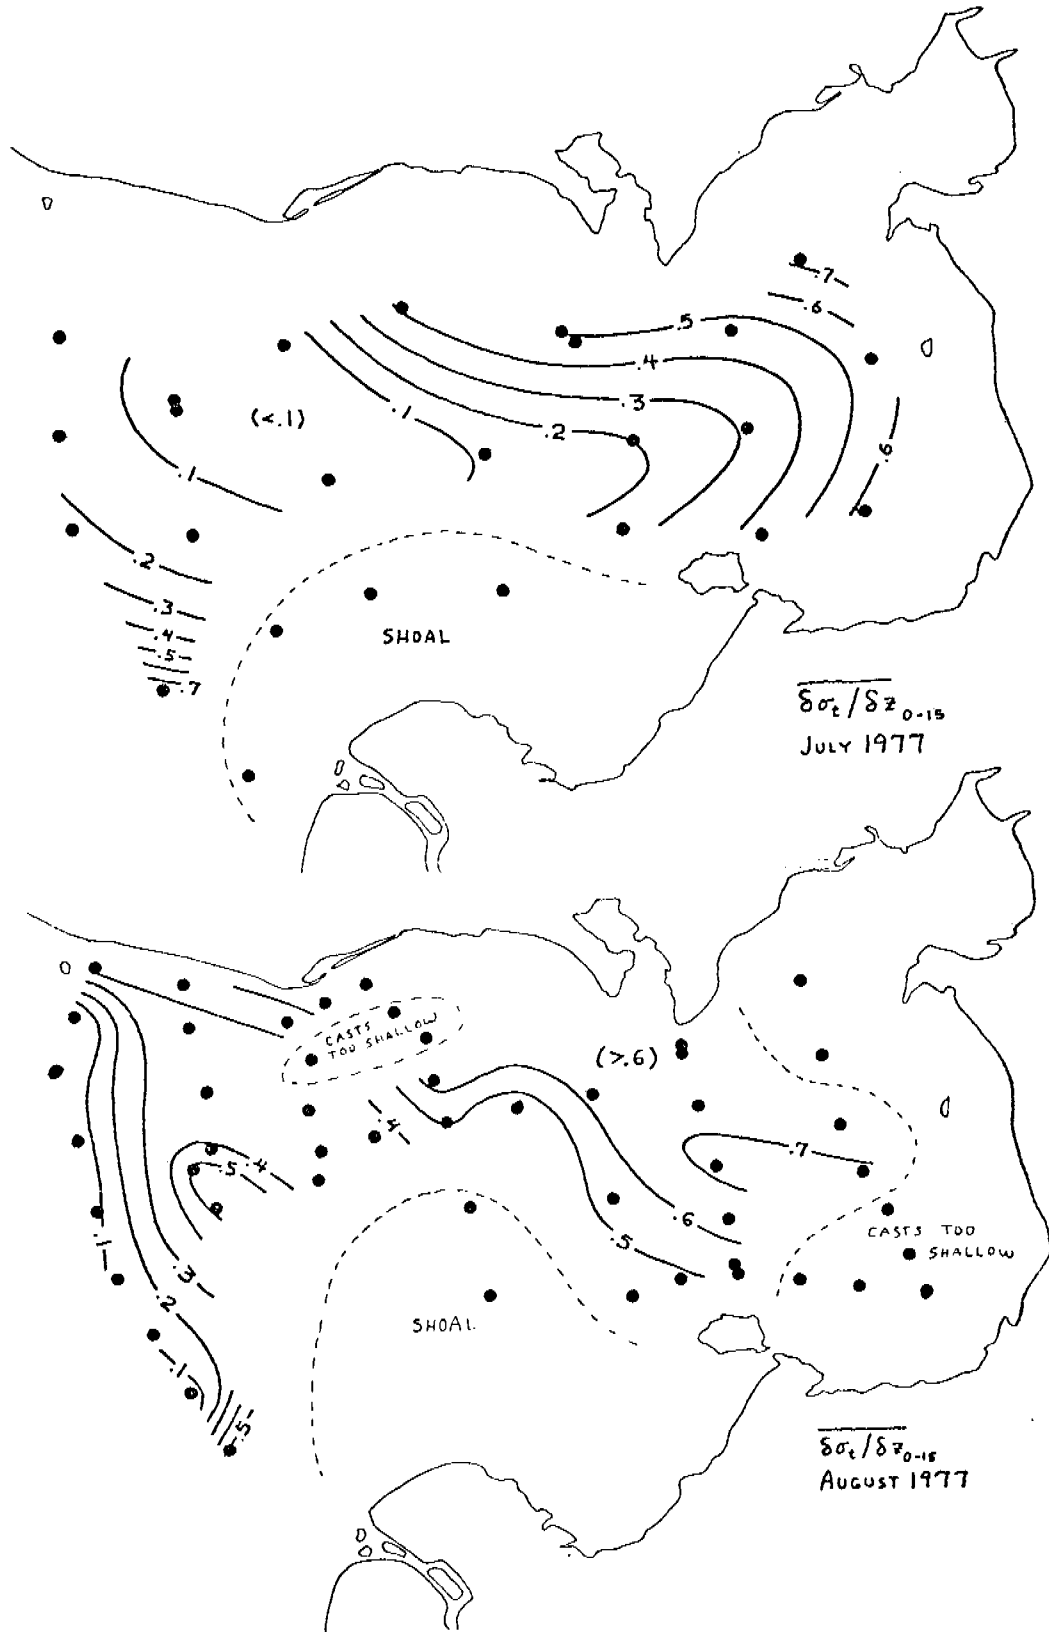 .7
.6
.5
.4
.3
(<.1)
.1
.2
.6
.1
.2
.3
.4
.5
.7
SHOAL
δσt/δz 0-15
JULY 1977
CASTS
TOO SHALLOW
(>.6)
.4
.7
.5 .4
.6
.5
CASTS TOO
SHALLOW
.1
.3
.2
SHOAL
.1
.5
δσt/δz 0-15
AUGUST 1977